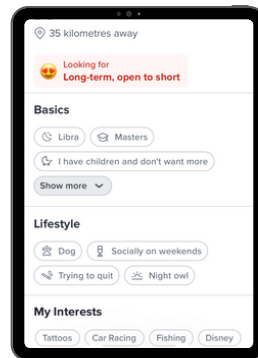 35 kilometres away
Looking for
Long-term, open to short
Basics
Libra
Masters
I have children and don't want more
Show more
Lifestyle
Dog
Socially on weekends
Trying to quit
Night owl
My Interests
Tattoos
Car Racing
Fishing
Disney